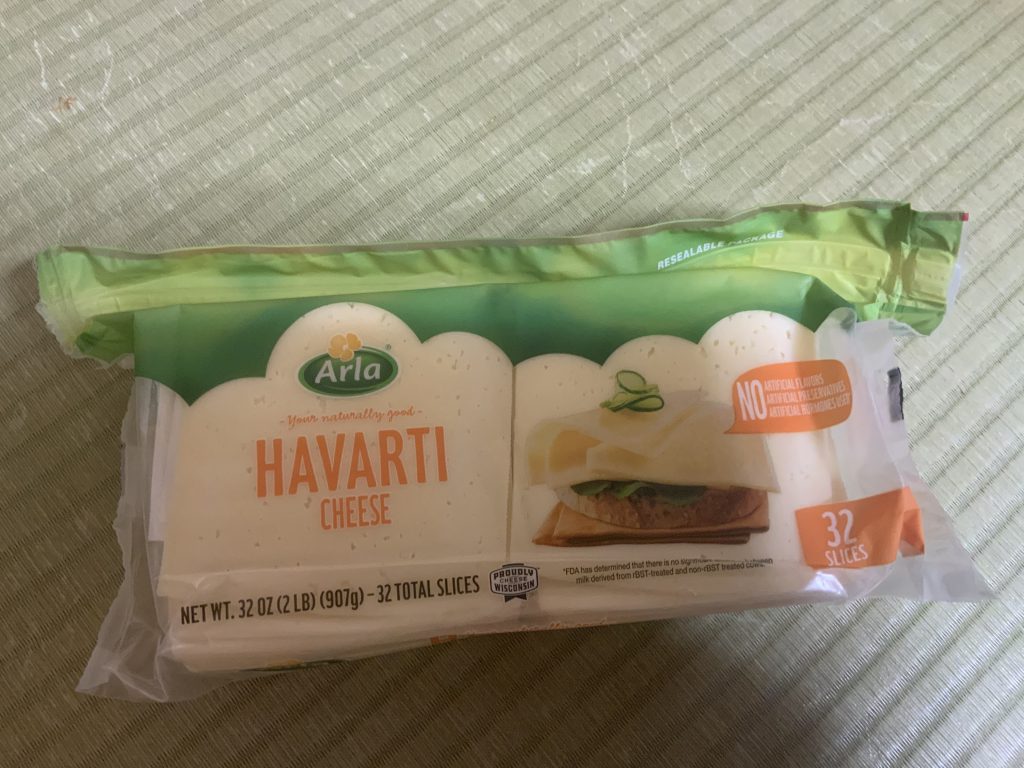 RESEALABLE PACKAGE
Arla®
- Your naturally good -
HAVARTI
CHEESE
NO
ARTIFICIAL FLAVORS
ARTIFICIAL PRESERVATIVES
ARTIFICIAL HORMONES USED*
32
SLICES
*FDA has determined that there is no significant between
milk derived from rBST-treated and non-rBST treated cows.
NET WT. 32 OZ (2 LB) (907g) – 32 TOTAL SLICES
PROUDLY
WISCONSIN
CHEESE